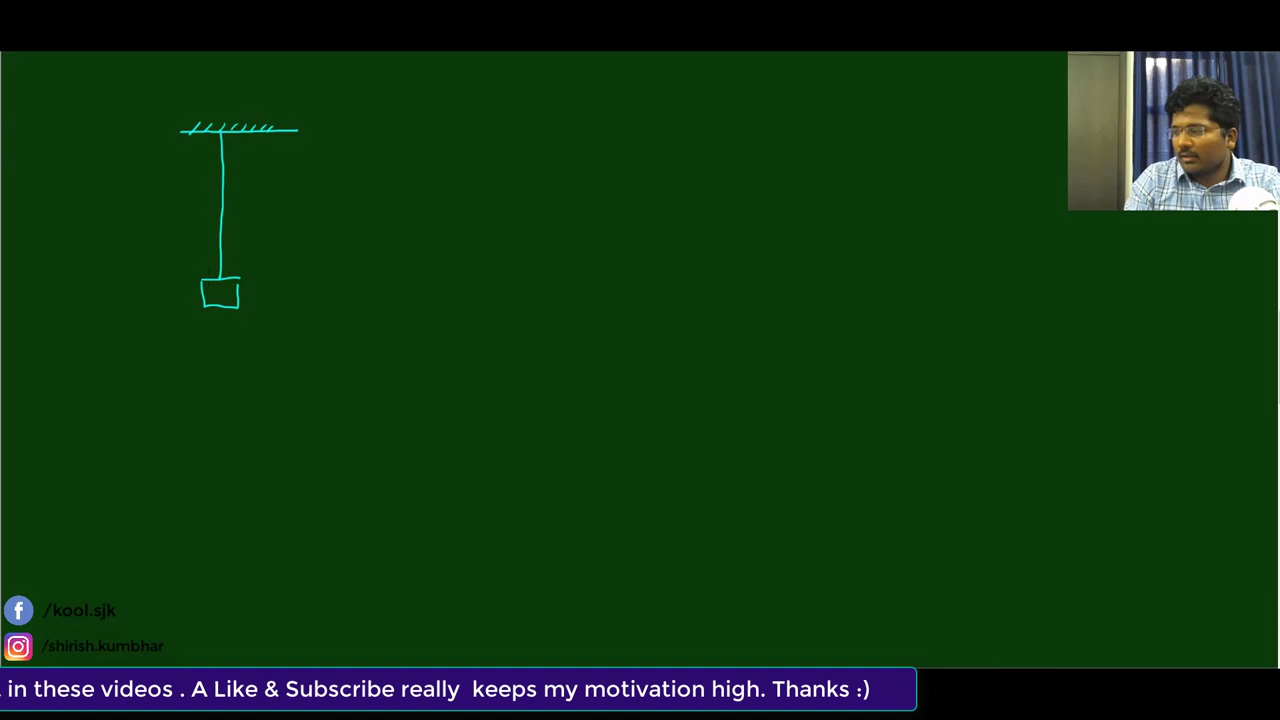 /kool.sjk
/shirish.kumbhar
. in these videos . A Like & Subscribe really keeps my motivation high. Thanks :)